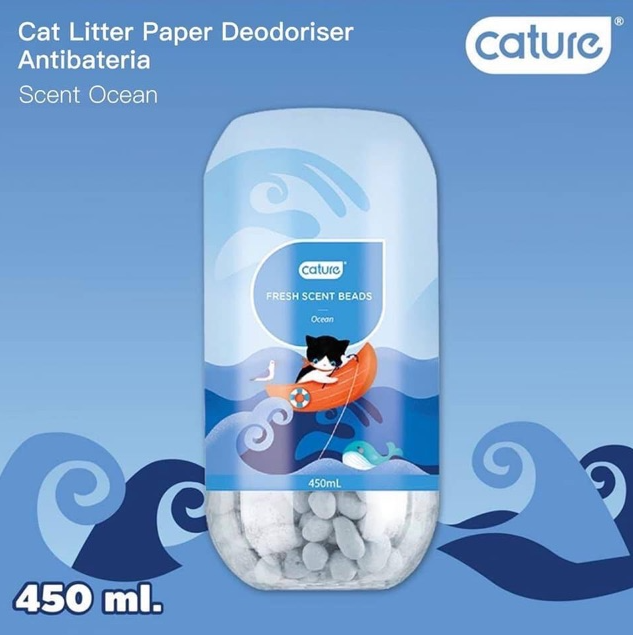 Cat Litter Paper Deodoriser
Antibateria
Scent Ocean
cature®
cature
FRESH SCENT BEADS
Ocean
450mL
450 ml.